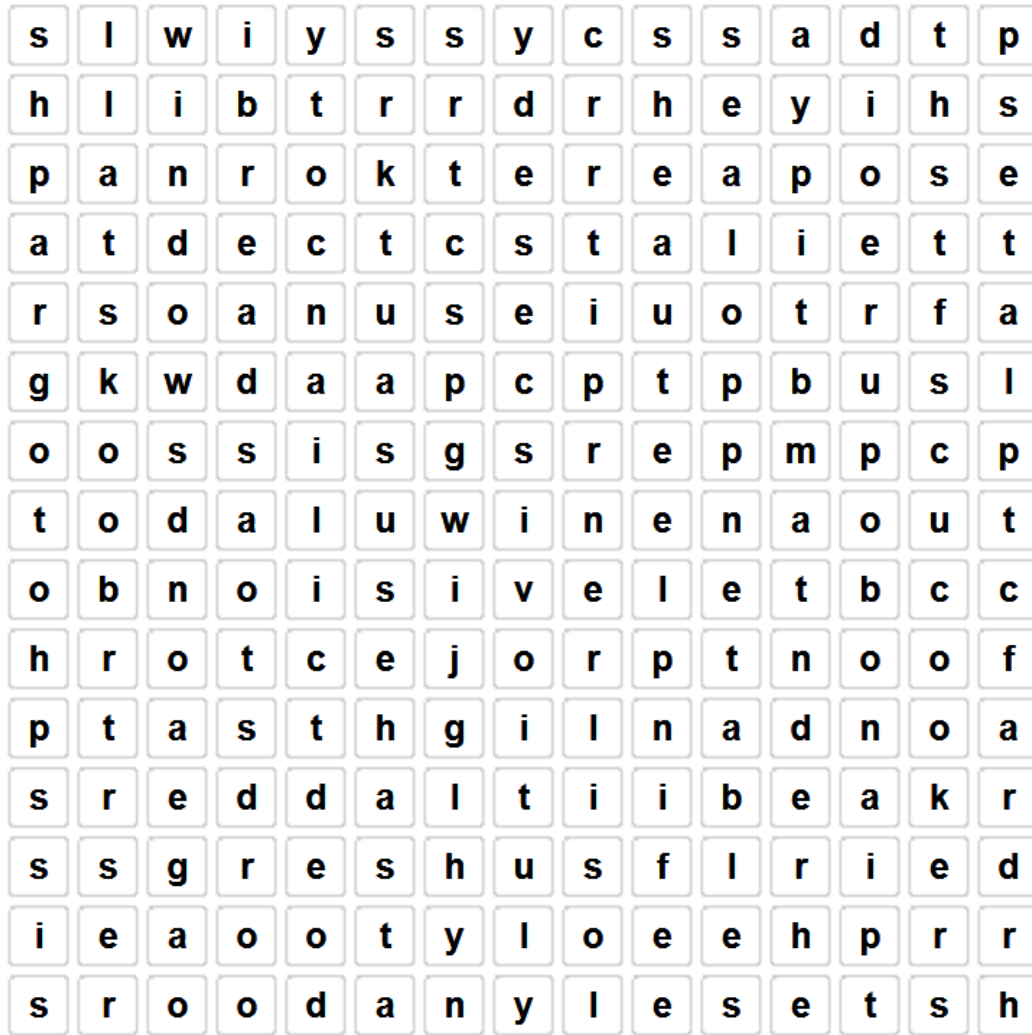 s l w i y s s y c s s a d t p
h l i b t r r d r h e y i h s
p a n r o k t e r e a p o s e
a t d e c t c s t a l i e t t
r s o a n u s e i u o t r f a
g k w d a a p c p t p b u s l
o o s s i s g s r e p m p c p
t o d a l u w i n e n a o u t
o b n o i s i v e l e t b c c
h r o t c e j o r p t n o o f
p t a s t h g i l n a d n o a
s r e d d a l t i i b e a k r
s s g r e s h u s f l r i e d
i e a o o t y l o e e h p r r
s r o o d a n y l e s e t s h